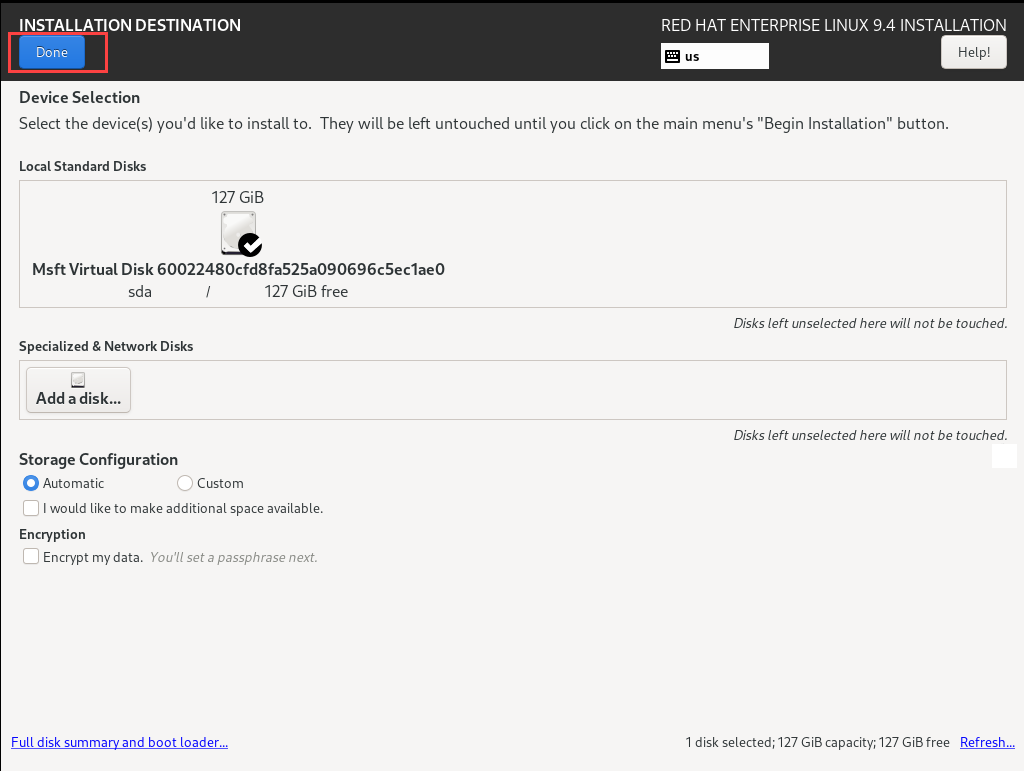 INSTALLATION DESTINATION
RED HAT ENTERPRISE LINUX 9.4 INSTALLATION
Done
us
Help!
Device Selection
Select the device(s) you'd like to install to.  They will be left untouched until you click on the main menu's "Begin Installation" button.
Local Standard Disks
127 GiB
Msft Virtual Disk 60022480cfd8fa525a090696c5ec1ae0
sda / 127 GiB free
Disks left unselected here will not be touched.
Specialized & Network Disks
Add a disk...
Disks left unselected here will not be touched.
Storage Configuration
Automatic Custom
I would like to make additional space available.
Encryption
Encrypt my data. You'll set a passphrase next.
Full disk summary and boot loader... 1 disk selected; 127 GiB capacity; 127 GiB free Refresh...